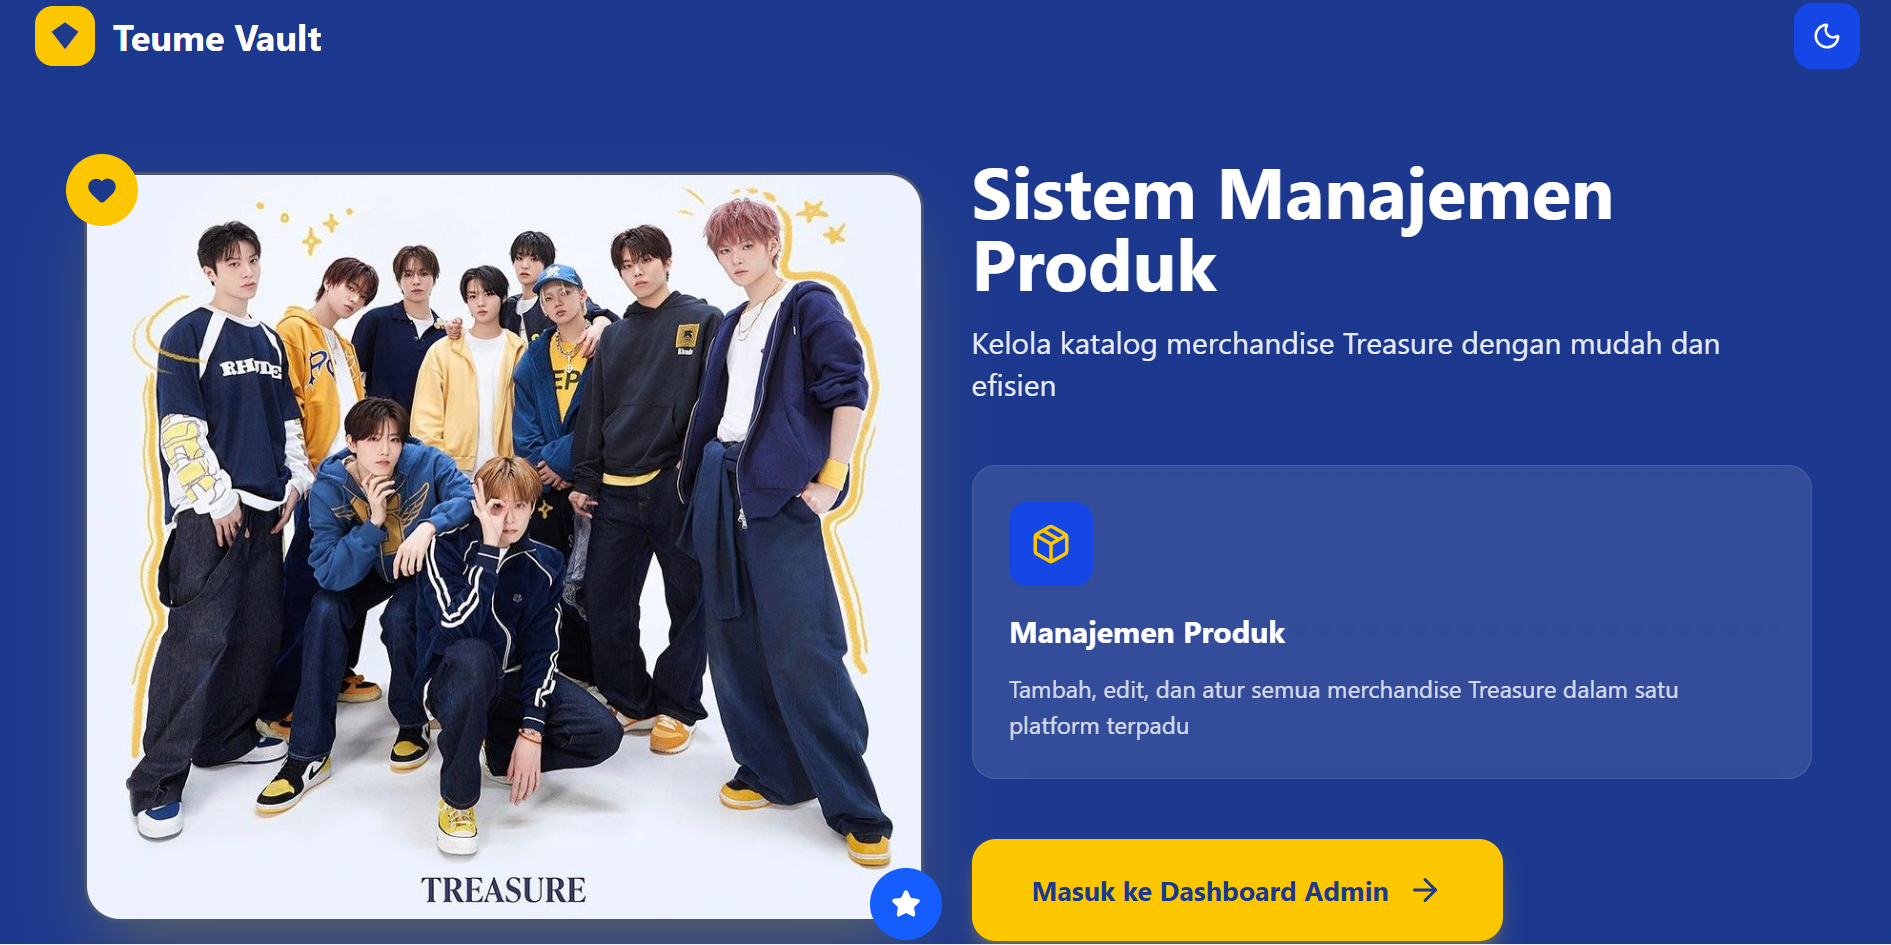 Teume Vault
Sistem Manajemen
Produk
Kelola katalog merchandise Treasure dengan mudah dan
efisien
RHUDE
Rhude
TREASURE
Manajemen Produk
Tambah, edit, dan atur semua merchandise Treasure dalam satu
platform terpadu
Masuk ke Dashboard Admin